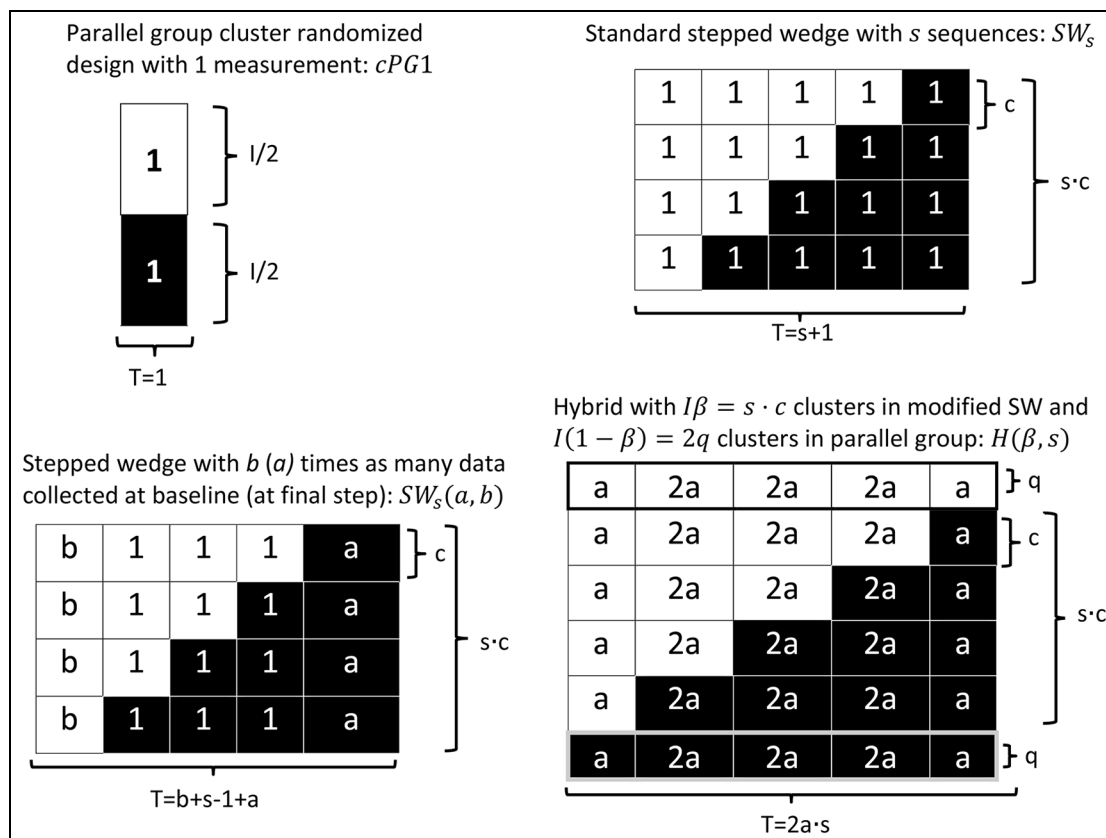 Parallel group cluster randomized
design with 1 measurement: cPG1
1
I/2
1
I/2
T=1
Standard stepped wedge with s sequences: SWₛ
1 1 1 1 1
c
1 1 1 1 1
1 1 1 1 1
1 1 1 1 1
s·c
T=s+1
Stepped wedge with b (a) times as many data
collected at baseline (at final step): SWₛ(a, b)
b 1 1 1 a
c
b 1 1 1 a
b 1 1 1 a
b 1 1 1 a
s·c
T=b+s-1+a
Hybrid with Iβ = s · c clusters in modified SW and
I(1 − β) = 2q clusters in parallel group: H(β, s)
a 2a 2a 2a a
q
a 2a 2a 2a a
c
a 2a 2a 2a a
a 2a 2a 2a a
a 2a 2a 2a a
s·c
a 2a 2a 2a a
q
T=2a·s